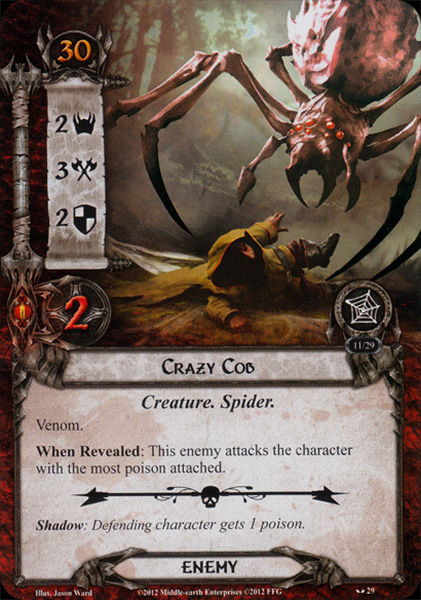 30
2
3
2
2
11/29
Crazy Cob
Creature. Spider.
Venom.
When Revealed: This enemy attacks the character
with the most poison attached.
Shadow: Defending character gets 1 poison.
ENEMY
Illus. Jason Ward ©2012 Middle-earth Enterprises ©2012 FFG 29